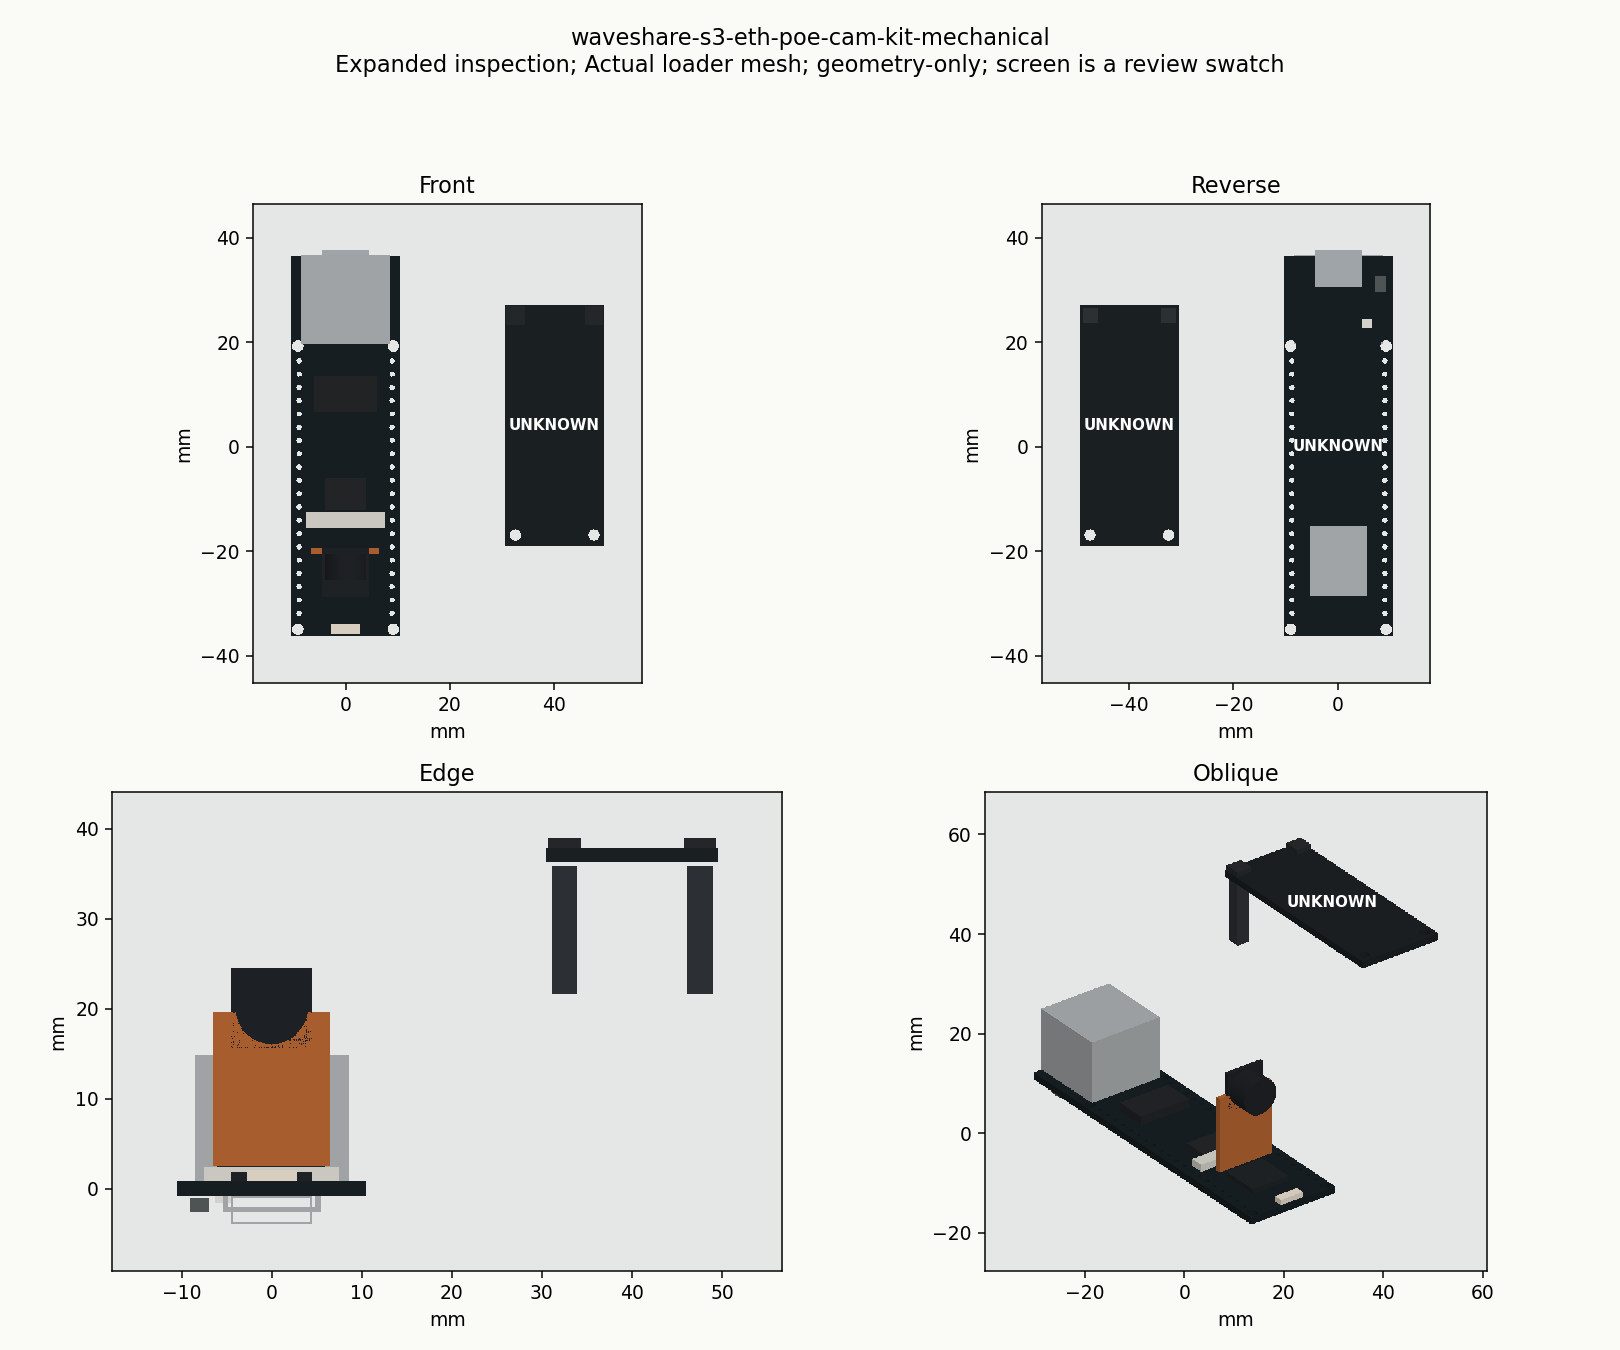 waveshare-s3-eth-poe-cam-kit-mechanical
Expanded inspection; Actual loader mesh; geometry-only; screen is a review swatch
Front
40
20
0
−20
−40
mm
UNKNOWN
0
20
40
mm
Reverse
40
20
0
−20
−40
mm
UNKNOWN
UNKNOWN
−40
−20
0
mm
Edge
40
30
20
10
0
mm
−10
0
10
20
30
40
50
mm
Oblique
60
40
20
0
−20
mm
UNKNOWN
−20
0
20
40
60
mm